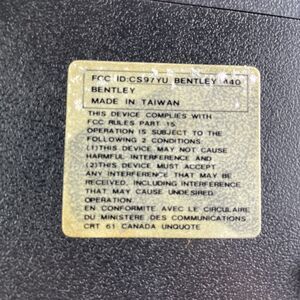 FCC ID:CS97YU BENTLEY 440
BENTLEY
MADE IN TAIWAN
THIS DEVICE COMPLIES WITH
FCC RULES PART 15:
OPERATION IS SUBJECT TO THE
FOLLOWING 2 CONDITIONS
(1)THIS DEVICE MAY NOT CAUSE
HARMFUL INTERFERENCE AND
(2)THIS DEVICE MUST ACCEPT
ANY INTERFERENCE THAT MAY BE
RECEIVED, INCLUDING INTERFERENCE
THAT MAY CAUSE UNDESIRED
OPERATION
EN CONFORMITE AVEC LE CIRCULAIRE
DU MINISTERE DES COMMUNICATIONS
CRT 61 CANADA UNQUOTE